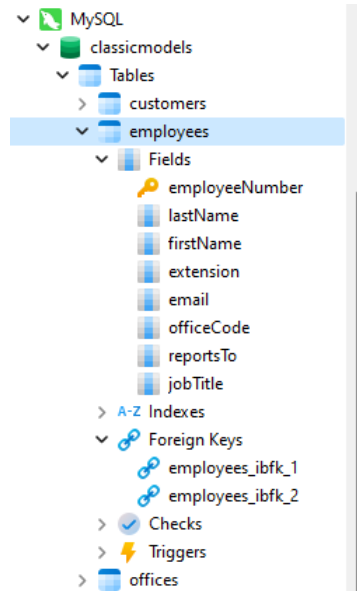 MySQL
classicmodels
Tables
customers
employees
Fields
employeeNumber
lastName
firstName
extension
email
officeCode
reportsTo
jobTitle
A-Z Indexes
Foreign Keys
employees_ibfk_1
employees_ibfk_2
Checks
Triggers
offices